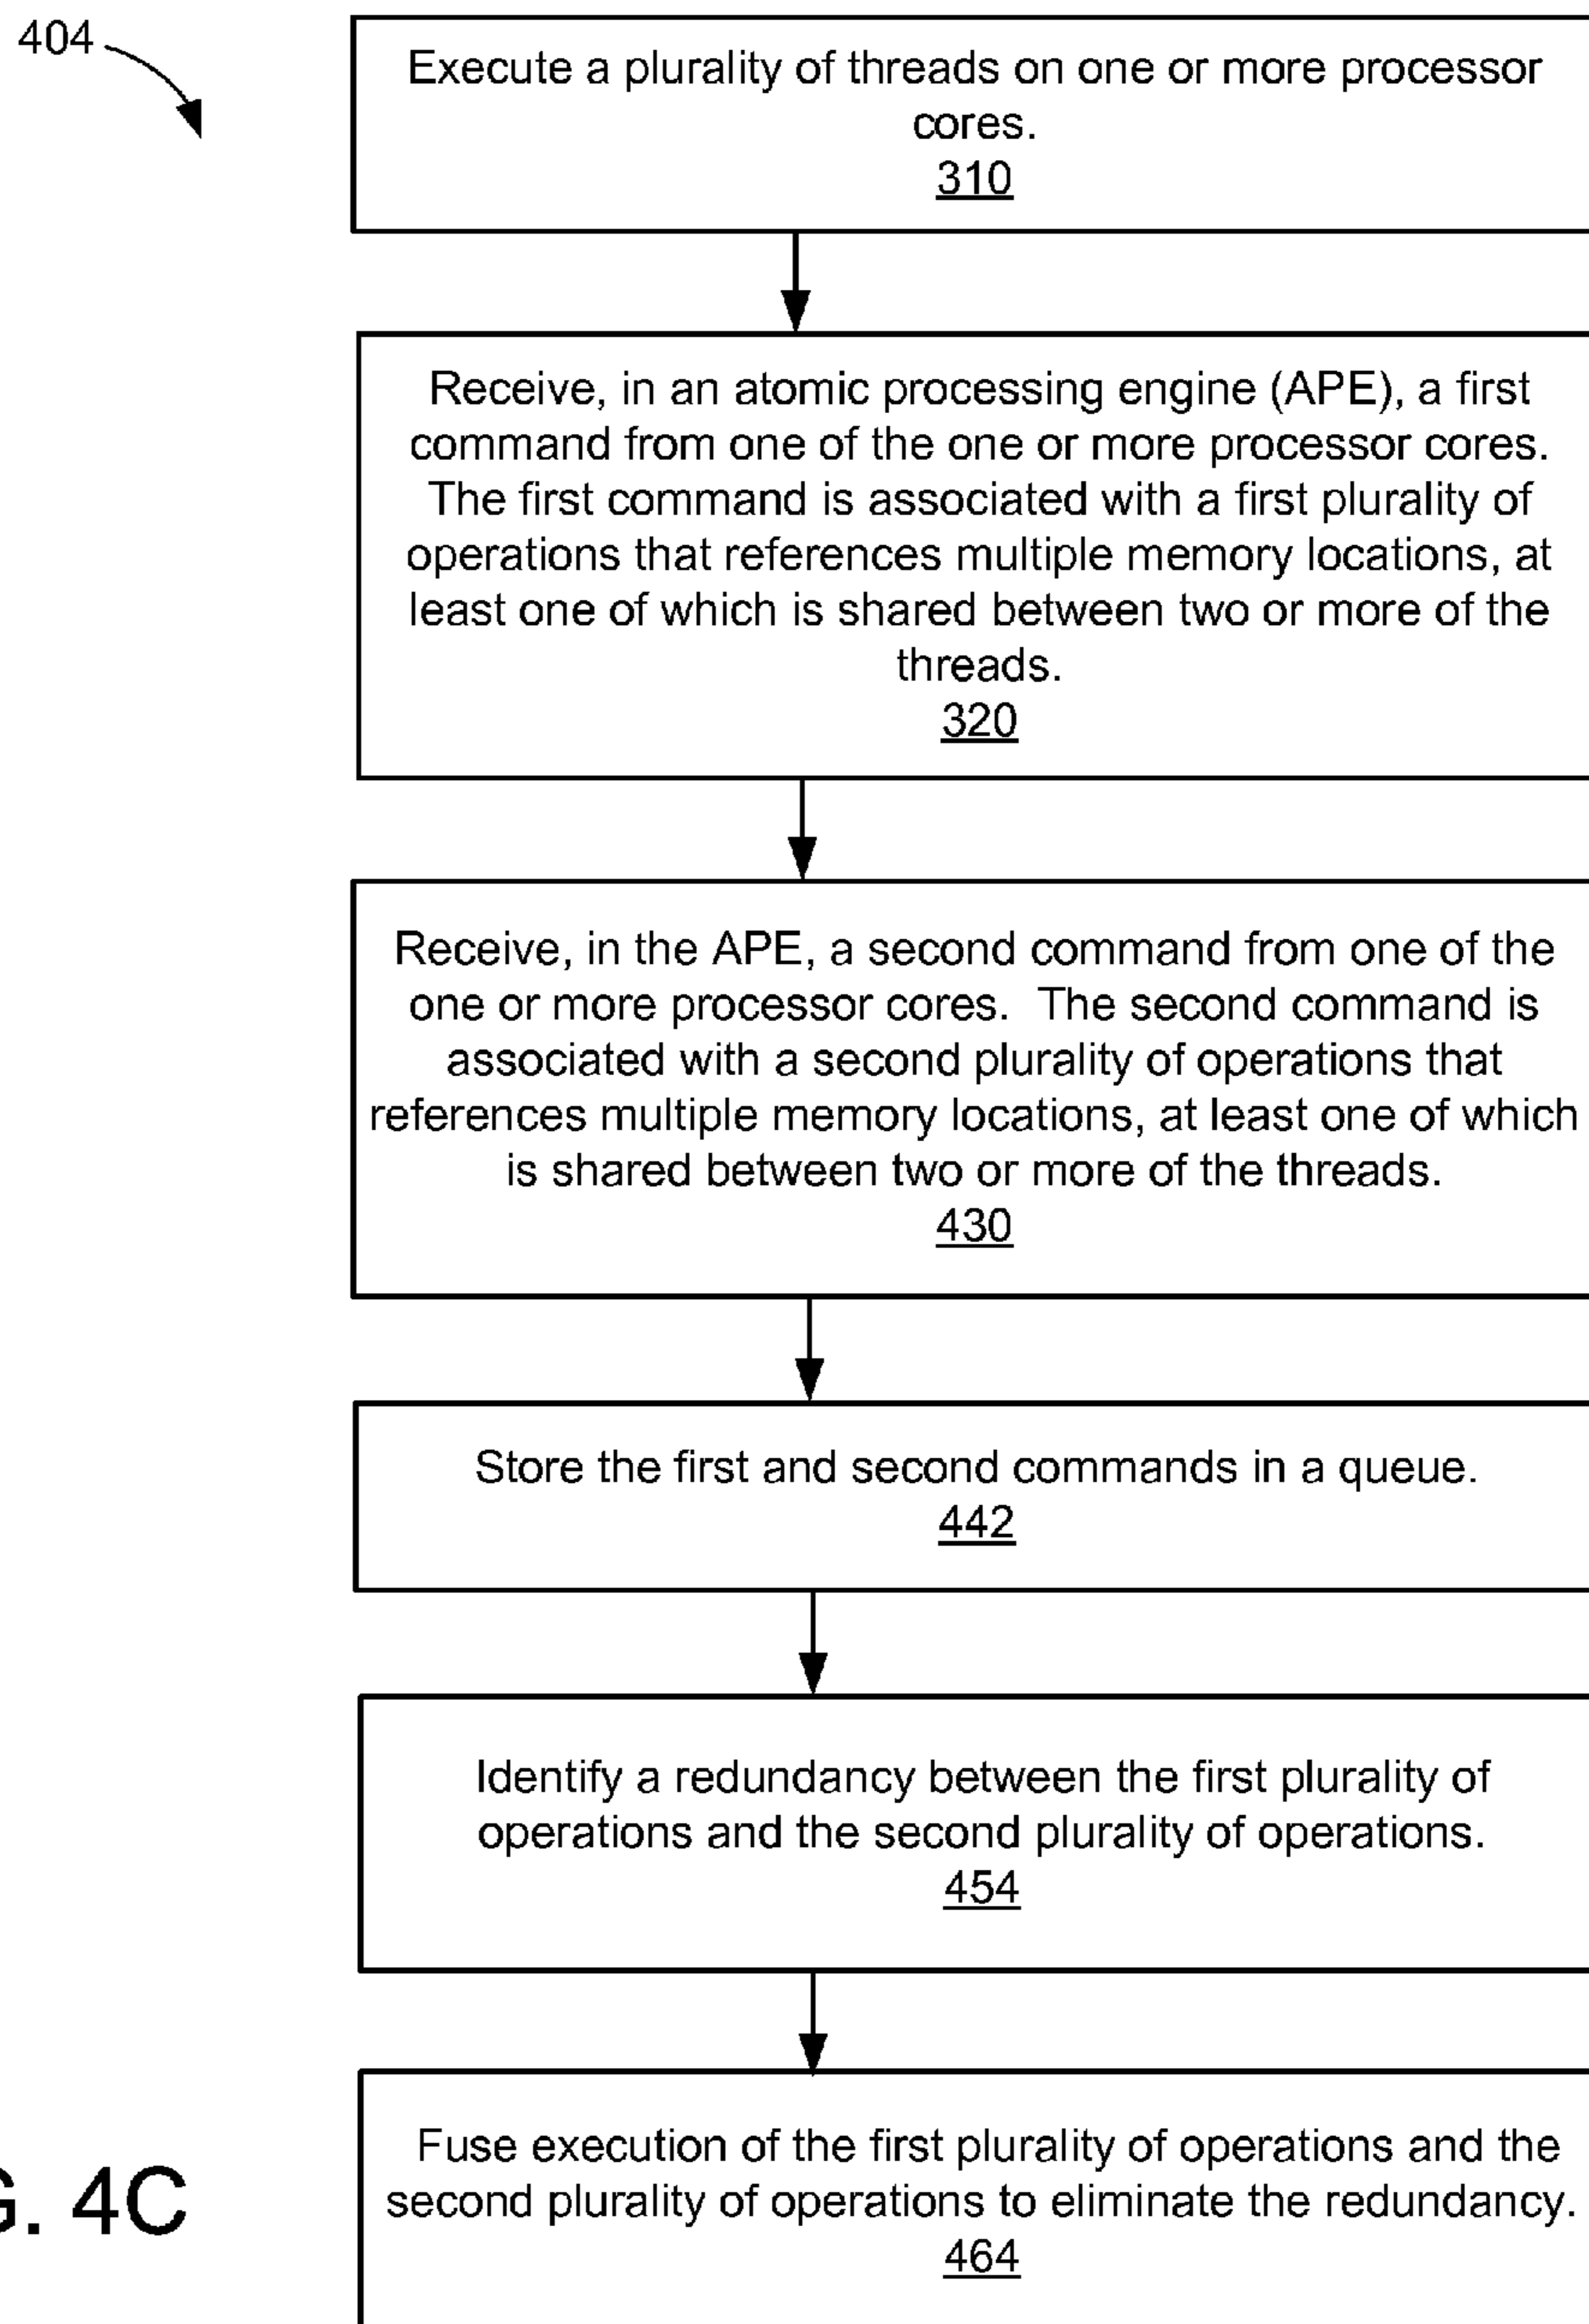 404
Execute a plurality of threads on one or more processor
cores.
310
Receive, in an atomic processing engine (APE), a first
command from one of the one or more processor cores.
The first command is associated with a first plurality of
operations that references multiple memory locations, at
least one of which is shared between two or more of the
threads.
320
Receive, in the APE, a second command from one of the
one or more processor cores.  The second command is
associated with a second plurality of operations that
references multiple memory locations, at least one of which
is shared between two or more of the threads.
430
Store the first and second commands in a queue.
442
Identify a redundancy between the first plurality of
operations and the second plurality of operations.
454
Fuse execution of the first plurality of operations and the
second plurality of operations to eliminate the redundancy.
464
G. 4C